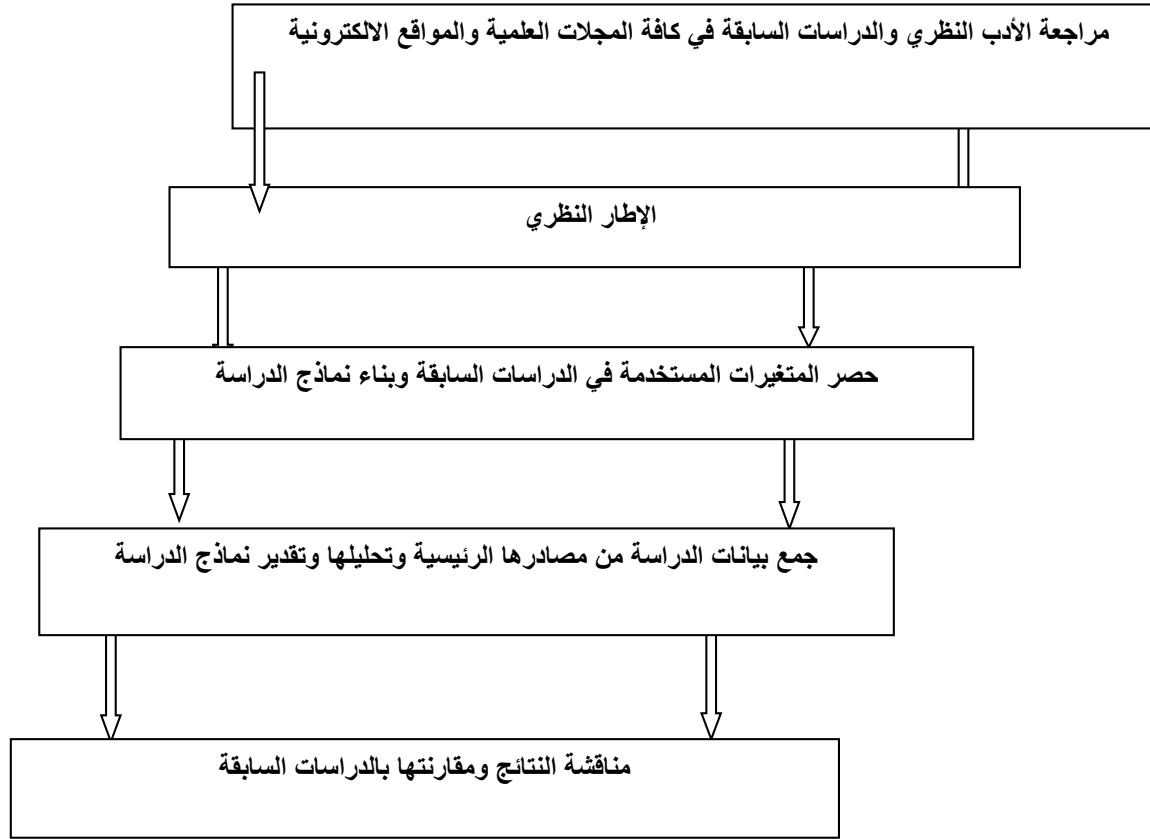 مراجعة الأدب النظري والدراسات السابقة في كافة المجلات العلمية والمواقع الالكترونية
الإطار النظري
حصر المتغيرات المستخدمة في الدراسات السابقة وبناء نماذج الدراسة
جمع بيانات الدراسة من مصادرها الرئيسية وتحليلها وتقدير نماذج الدراسة
مناقشة النتائج ومقارنتها بالدراسات السابقة